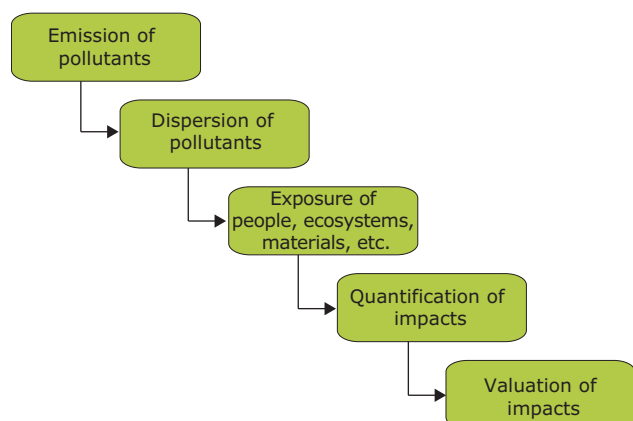 Emission of
pollutants
Dispersion of
pollutants
Exposure of
people, ecosystems,
materials, etc.
Quantification of
impacts
Valuation of
impacts